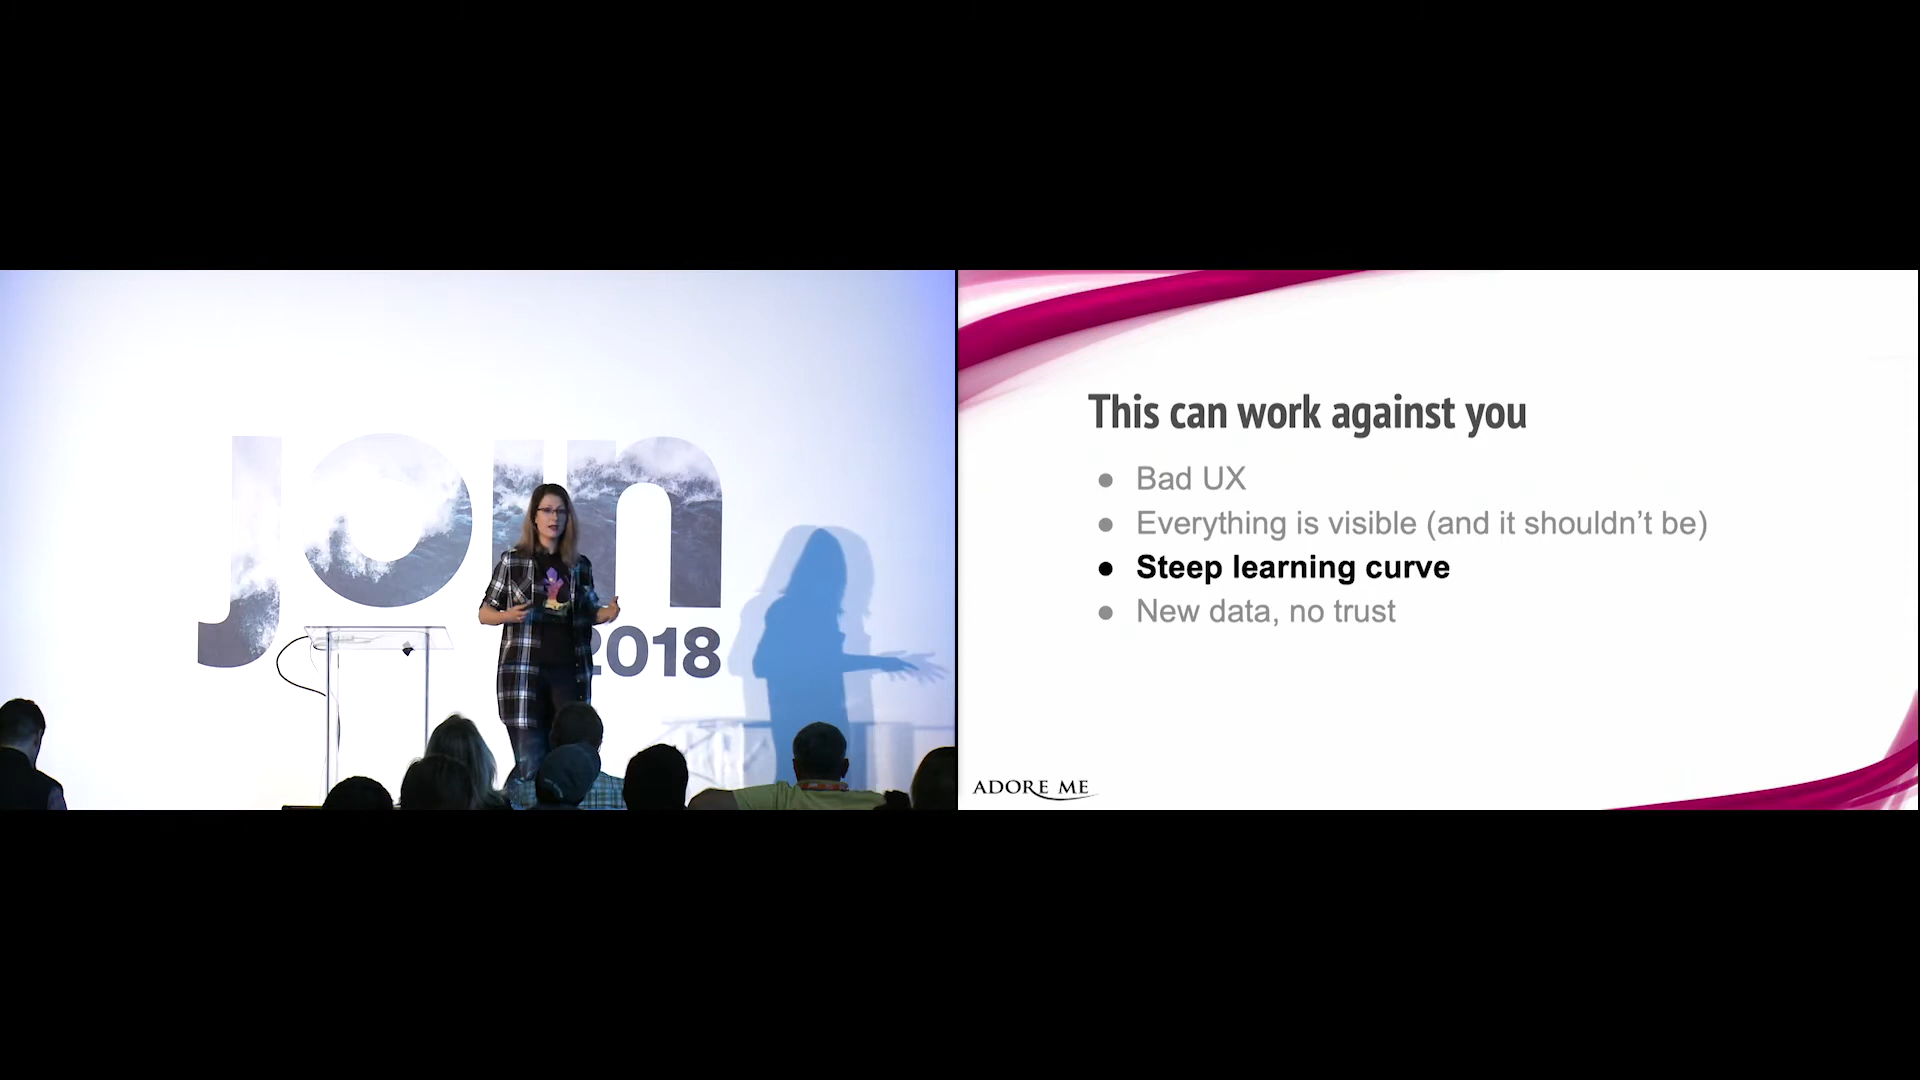 join
2018
This can work against you
• Bad UX
• Everything is visible (and it shouldn't be)
• Steep learning curve
• New data, no trust
ADORE ME